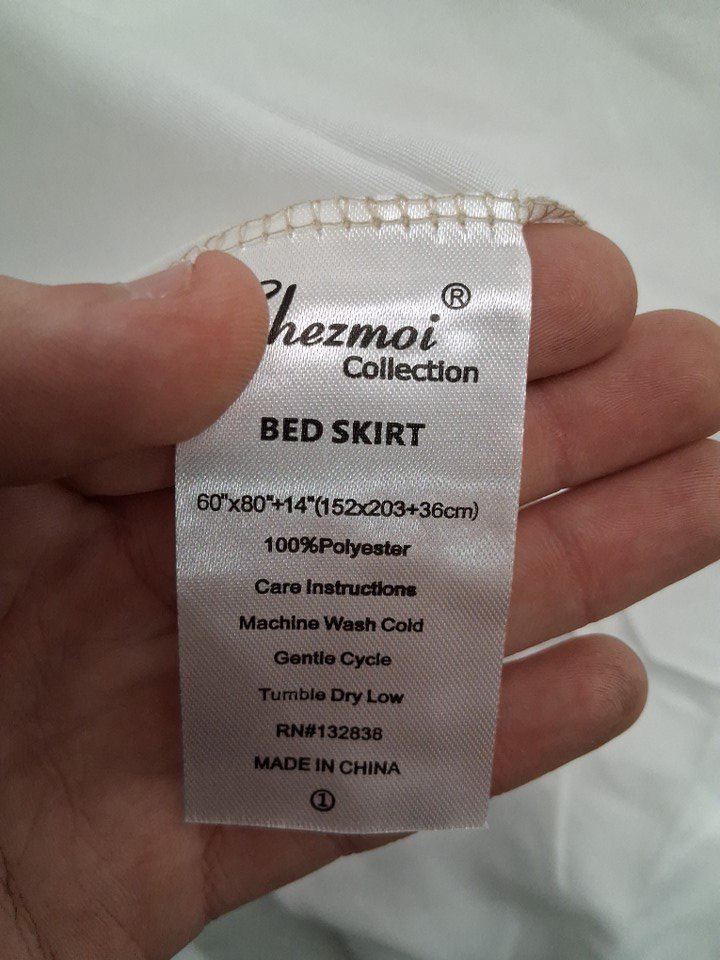 Chezmoi ®
Collection
BED SKIRT
60"x80"+14"(152x203+36cm)
100%Polyester
Care Instructions
Machine Wash Cold
Gentle Cycle
Tumble Dry Low
RN#132838
MADE IN CHINA
①